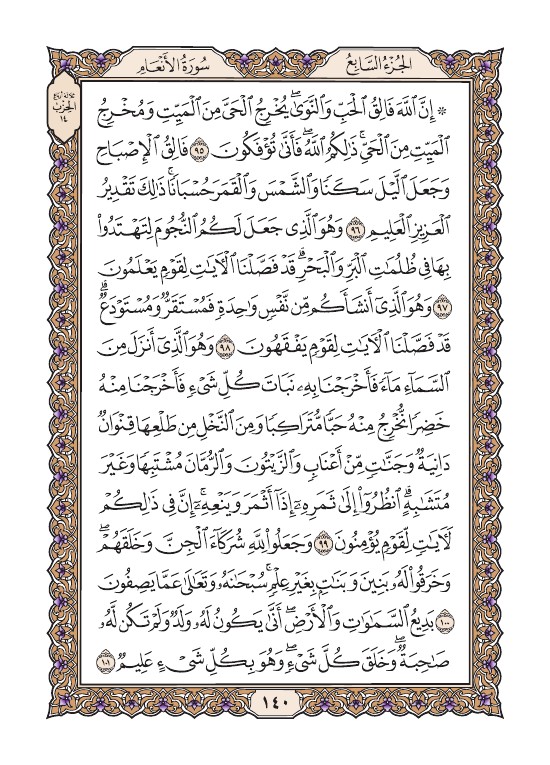 الجُزْءُ السَّابِعُ
سُورَةُ الأَنْعَامِ
ثلاثة أرباع
الحزب
١٤
۞ إِنَّ ٱللَّهَ فَالِقُ ٱلْحَبِّ وَٱلنَّوَىٰۖ يُخْرِجُ ٱلْحَيَّ مِنَ ٱلْمَيِّتِ وَمُخْرِجُ
ٱلْمَيِّتِ مِنَ ٱلْحَيِّۚ ذَٰلِكُمُ ٱللَّهُۖ فَأَنَّىٰ تُؤْفَكُونَ ٩٥ فَالِقُ ٱلْإِصْبَاحِ
وَجَعَلَ ٱلَّيْلَ سَكَنٗا وَٱلشَّمْسَ وَٱلْقَمَرَ حُسْبَانٗاۚ ذَٰلِكَ تَقْدِيرُ
ٱلْعَزِيزِ ٱلْعَلِيمِ ٩٦ وَهُوَ ٱلَّذِي جَعَلَ لَكُمُ ٱلنُّجُومَ لِتَهْتَدُواْ
بِهَا فِي ظُلُمَٰتِ ٱلْبَرِّ وَٱلْبَحْرِۗ قَدْ فَصَّلْنَا ٱلْأٓيَٰتِ لِقَوْمٖ يَعْلَمُونَ
٩٧ وَهُوَ ٱلَّذِيٓ أَنشَأَكُم مِّن نَّفْسٖ وَٰحِدَةٖ فَمُسْتَقَرّٞ وَمُسْتَوْدَعٞۗ
قَدْ فَصَّلْنَا ٱلْأٓيَٰتِ لِقَوْمٖ يَفْقَهُونَ ٩٨ وَهُوَ ٱلَّذِيٓ أَنزَلَ مِنَ
ٱلسَّمَآءِ مَآءٗ فَأَخْرَجْنَا بِهِۦ نَبَاتَ كُلِّ شَيْءٖ فَأَخْرَجْنَا مِنْهُ
خَضِرٗا نُّخْرِجُ مِنْهُ حَبّٗا مُّتَرَاكِبٗا وَمِنَ ٱلنَّخْلِ مِن طَلْعِهَا قِنْوَانٞ
دَانِيَةٞ وَجَنَّٰتٖ مِّنْ أَعْنَابٖ وَٱلزَّيْتُونَ وَٱلرُّمَّانَ مُشْتَبِهٗا وَغَيْرَ
مُتَشَٰبِهٍۗ ٱنظُرُوٓاْ إِلَىٰ ثَمَرِهِۦٓ إِذَآ أَثْمَرَ وَيَنْعِهِۦٓۚ إِنَّ فِي ذَٰلِكُمْ
لَأٓيَٰتٖ لِّقَوْمٖ يُؤْمِنُونَ ٩٩ وَجَعَلُواْ لِلَّهِ شُرَكَآءَ ٱلْجِنَّ وَخَلَقَهُمْۖ
وَخَرَقُواْ لَهُۥ بَنِينَ وَبَنَٰتِۭ بِغَيْرِ عِلْمٖۚ سُبْحَٰنَهُۥ وَتَعَٰلَىٰ عَمَّا يَصِفُونَ
١٠٠ بَدِيعُ ٱلسَّمَٰوَٰتِ وَٱلْأَرْضِۖ أَنَّىٰ يَكُونُ لَهُۥ وَلَدٞ وَلَمْ تَكُن لَّهُۥ
صَٰحِبَةٞۖ وَخَلَقَ كُلَّ شَيْءٖۖ وَهُوَ بِكُلِّ شَيْءٍ عَلِيمٞ ١٠١
١٤٠